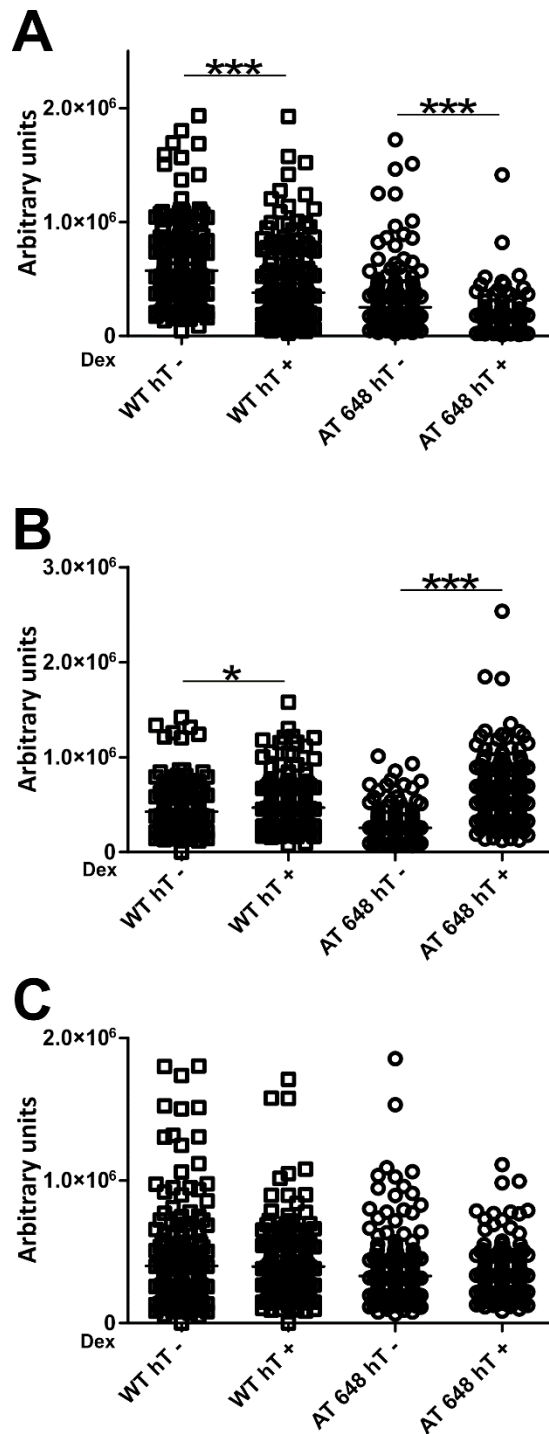 A
***
***
2.0×10⁶
1.0×10⁶
0
Arbitrary units
Dex
WT hT -
WT hT +
AT 648 hT -
AT 648 hT +
B
3.0×10⁶
***
2.0×10⁶
*
1.0×10⁶
0
Arbitrary units
Dex
WT hT -
WT hT +
AT 648 hT -
AT 648 hT +
C
2.0×10⁶
1.0×10⁶
0
Arbitrary units
Dex
WT hT -
WT hT +
AT 648 hT -
AT 648 hT +